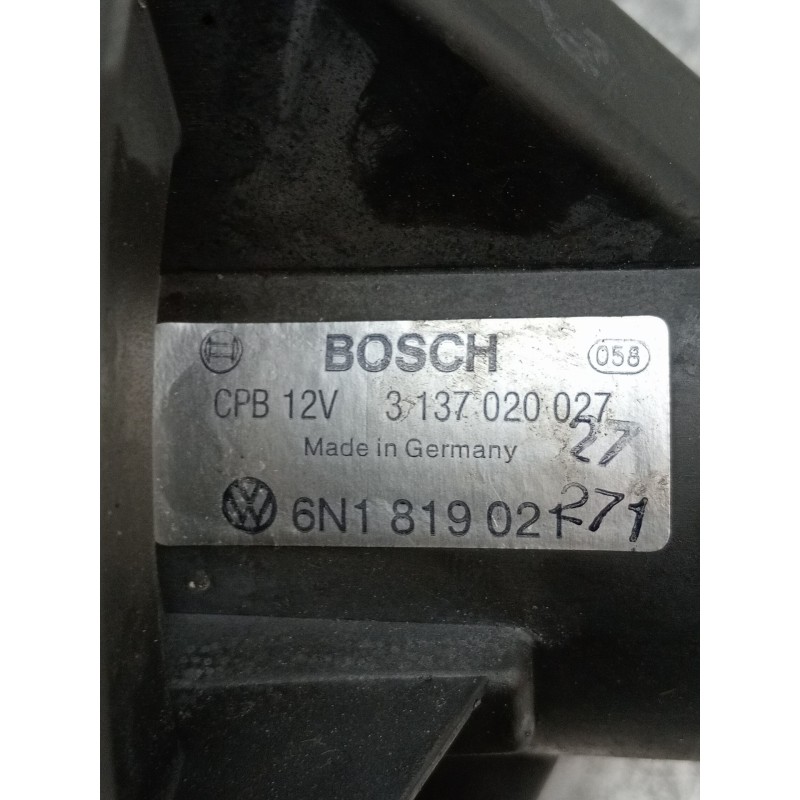 BOSCH 058
CPB 12V 3 137 020 027
27
Made in Germany
6N1 819 021 271